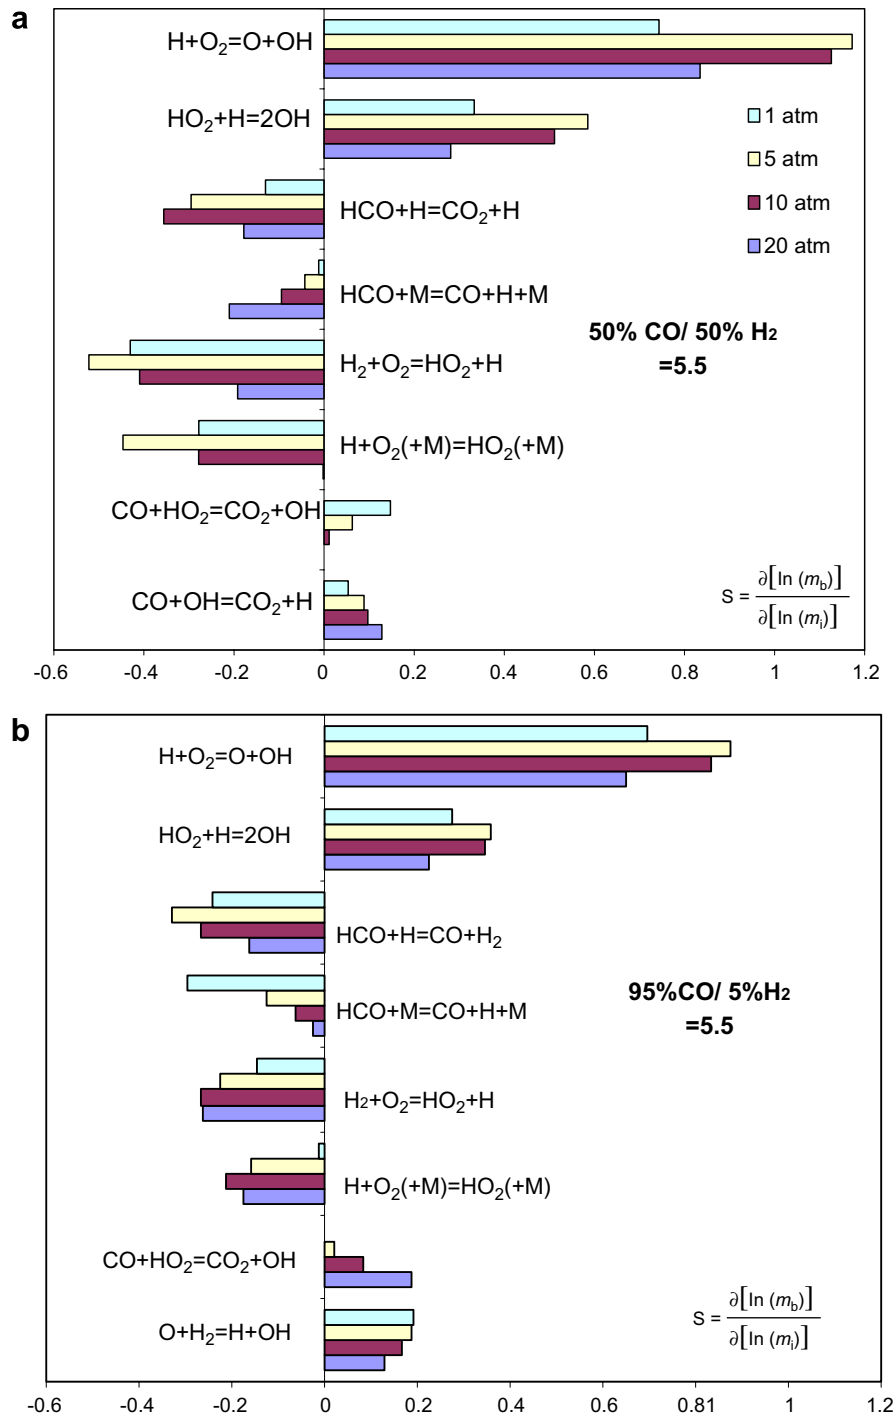 a
H+O₂=O+OH
HO₂+H=2OH
1 atm
5 atm
10 atm
20 atm
HCO+H=CO₂+H
HCO+M=CO+H+M
50% CO/ 50% H₂
=5.5
H₂+O₂=HO₂+H
H+O₂(+M)=HO₂(+M)
CO+HO₂=CO₂+OH
CO+OH=CO₂+H
S = ∂[ln (m_b)] / ∂[ln (m_i)]
-0.6 -0.4 -0.2 0 0.2 0.4 0.6 0.8 1 1.2
b
H+O₂=O+OH
HO₂+H=2OH
HCO+H=CO+H₂
HCO+M=CO+H+M
95%CO/ 5%H₂
=5.5
H₂+O₂=HO₂+H
H+O₂(+M)=HO₂(+M)
CO+HO₂=CO₂+OH
O+H₂=H+OH
S = ∂[ln (m_b)] / ∂[ln (m_i)]
-0.6 -0.4 -0.2 0 0.2 0.4 0.6 0.81 1 1.2